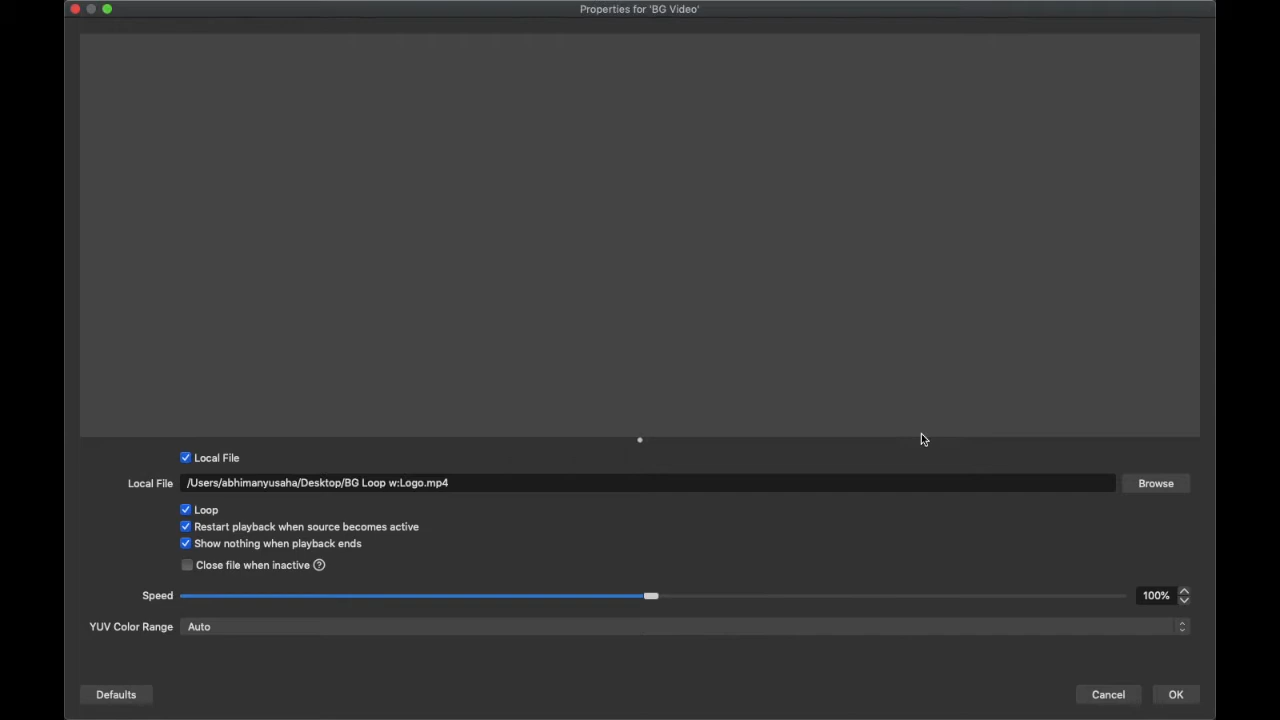 Properties for 'BG Video'
Local File
Local File /Users/abhimanyusaha/Desktop/BG Loop w:Logo.mp4 Browse
Loop
Restart playback when source becomes active
Show nothing when playback ends
Close file when inactive ?
Speed 100%
YUV Color Range Auto
Defaults Cancel OK